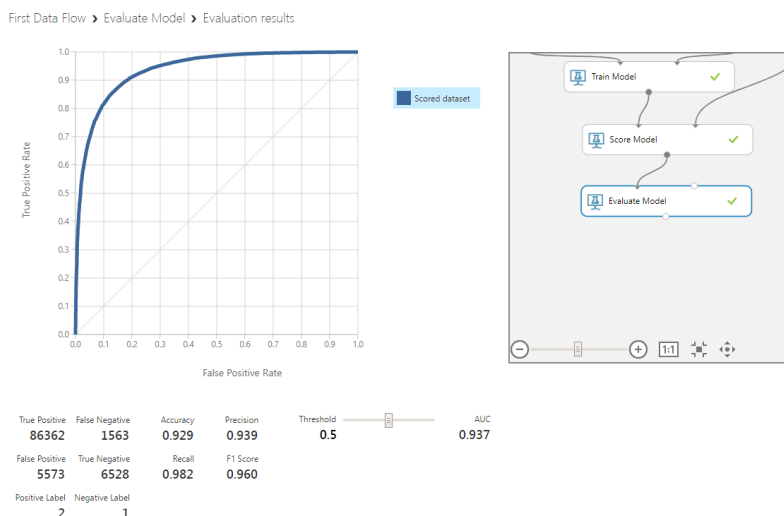 First Data Flow › Evaluate Model › Evaluation results
1.0
0.9
0.8
0.7
0.6
0.5
0.4
0.3
0.2
0.1
0.0
True Positive Rate
0.0 0.1 0.2 0.3 0.4 0.5 0.6 0.7 0.8 0.9 1.0
False Positive Rate
Scored dataset
Train Model
Score Model
Evaluate Model
1:1
True Positive False Negative Accuracy Precision Threshold AUC
86362 1563 0.929 0.939 0.5 0.937
False Positive True Negative Recall F1 Score
5573 6528 0.982 0.960
Positive Label Negative Label
2 1